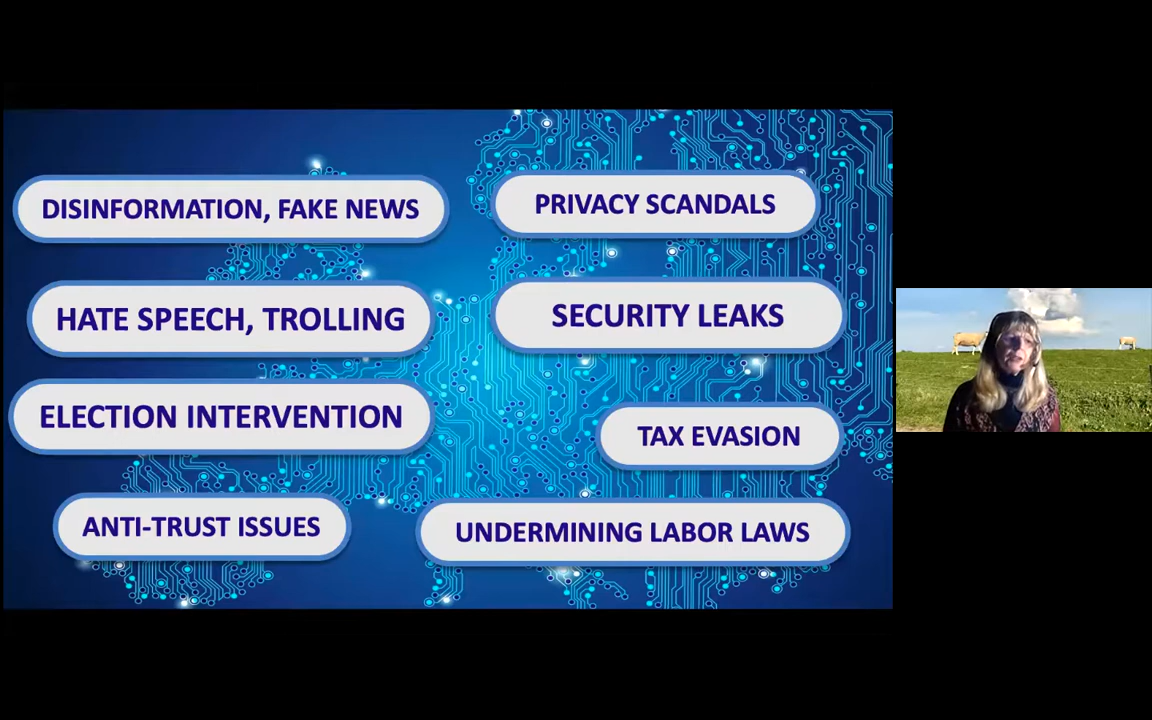 DISINFORMATION, FAKE NEWS
PRIVACY SCANDALS
HATE SPEECH, TROLLING
SECURITY LEAKS
ELECTION INTERVENTION
TAX EVASION
ANTI-TRUST ISSUES
UNDERMINING LABOR LAWS